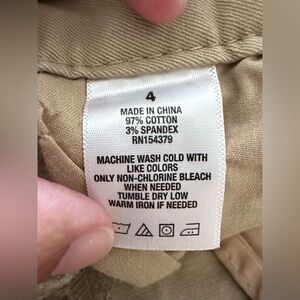 4
MADE IN CHINA
97% COTTON
3% SPANDEX
RN154379
MACHINE WASH COLD WITH
LIKE COLORS
ONLY NON-CHLORINE BLEACH
WHEN NEEDED
TUMBLE DRY LOW
WARM IRON IF NEEDED